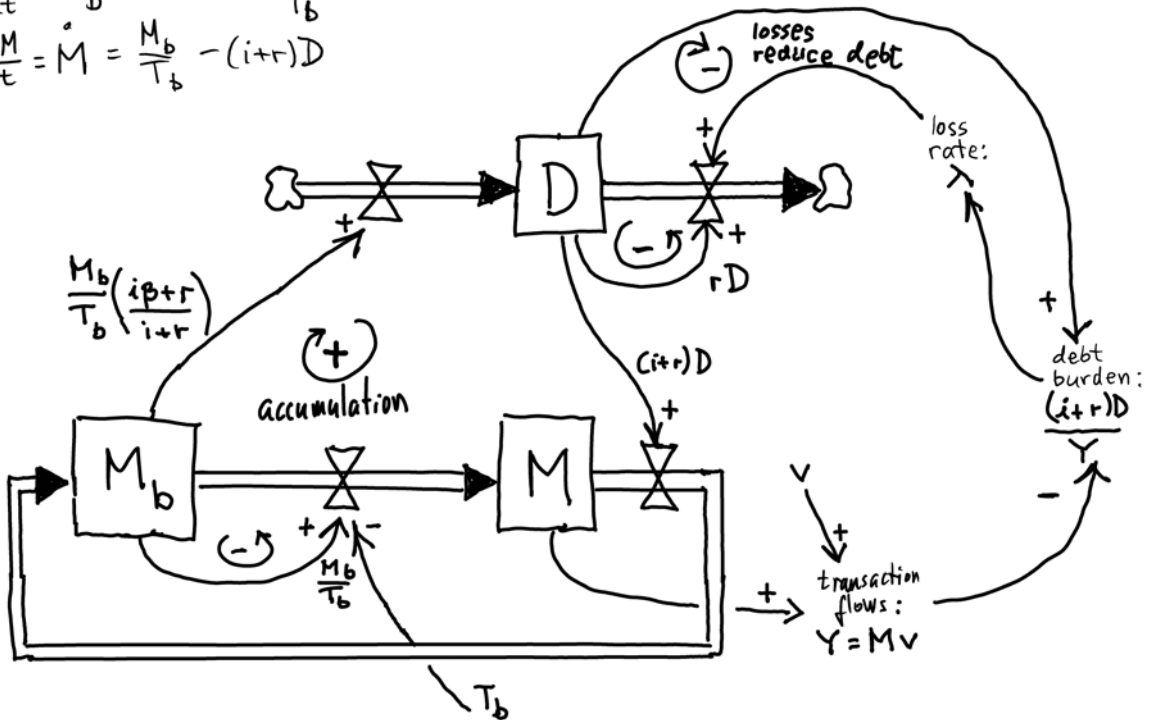 t D T_b
M/t = Ṁ = M_b/T_b - (i+r)D
losses
reduce debt
-
+
loss
rate:
λ
D
+
-
+
rD
M_b/T_b (iβ+r/i+r)
+
accumulation
(i+r)D
+
+
debt
burden:
(i+r)D/Y
M_b
M
-
+
-
M_b/T_b
-
v
+
transaction
flows:
Y = Mv
+
T_b